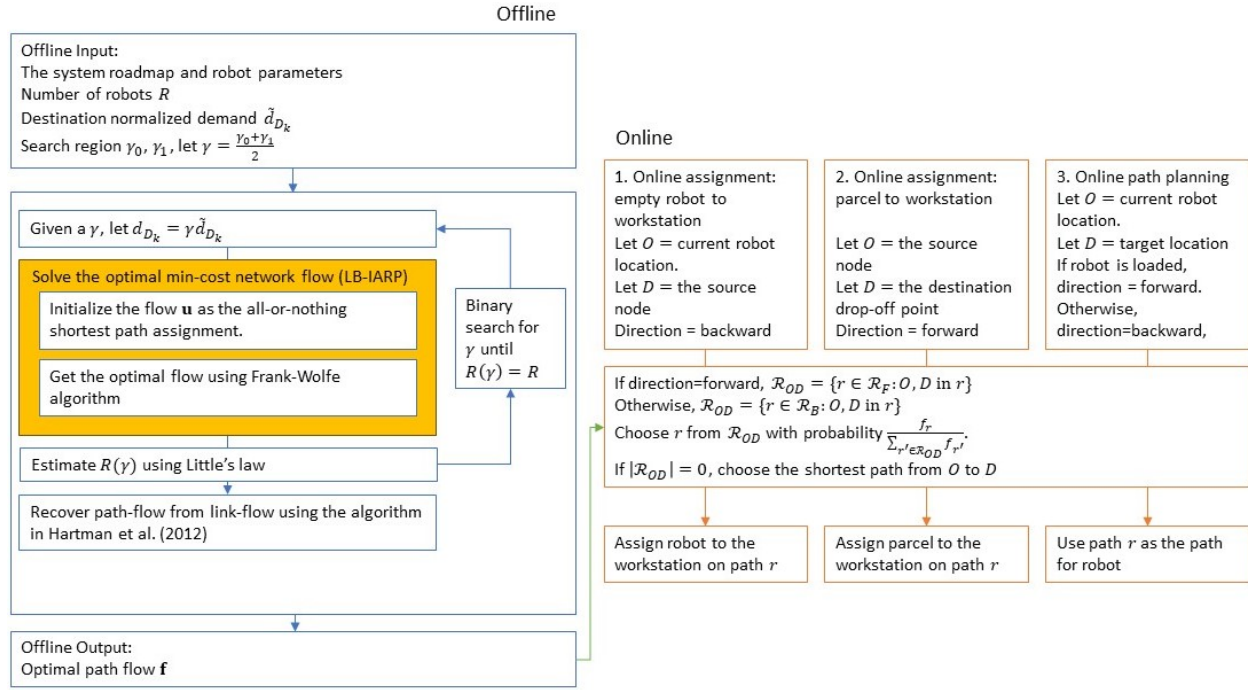 Offline
Offline Input:
The system roadmap and robot parameters
Number of robots R
Destination normalized demand d̃_{D_k}
Search region γ₀, γ₁, let γ = (γ₀+γ₁)/2
Given a γ, let d_{D_k} = γd̃_{D_k}
Solve the optimal min-cost network flow (LB-IARP)
Initialize the flow u as the all-or-nothing
shortest path assignment.
Get the optimal flow using Frank-Wolfe
algorithm
Binary
search for
γ until
R(γ) = R
Estimate R(γ) using Little's law
Recover path-flow from link-flow using the algorithm
in Hartman et al. (2012)
Offline Output:
Optimal path flow f
Online
1. Online assignment:
empty robot to
workstation
Let O = current robot
location.
Let D = the source
node
Direction = backward
2. Online assignment:
parcel to workstation
Let O = the source
node
Let D = the destination
drop-off point
Direction = forward
3. Online path planning
Let O = current robot
location.
Let D = target location
If robot is loaded,
direction = forward.
Otherwise,
direction=backward,
If direction=forward, ℛ_{OD} = {r ∈ ℛ_F: O, D in r}
Otherwise, ℛ_{OD} = {r ∈ ℛ_B: O, D in r}
Choose r from ℛ_{OD} with probability f_r / ∑_{r'∈ℛ_{OD}} f_{r'}.
If |ℛ_{OD}| = 0, choose the shortest path from O to D
Assign robot to the
workstation on path r
Assign parcel to the
workstation on path r
Use path r as the path
for robot